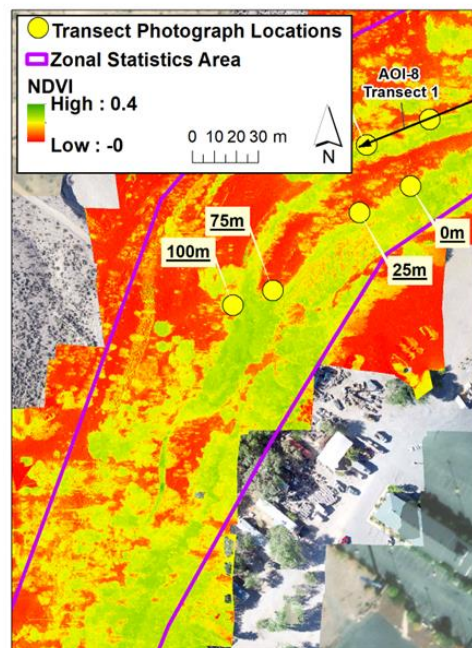 Transect Photograph Locations
Zonal Statistics Area
NDVI
High : 0.4
Low : -0
0 10 20 30 m
N
AOI-8
Transect 1
75m
0m
100m
25m